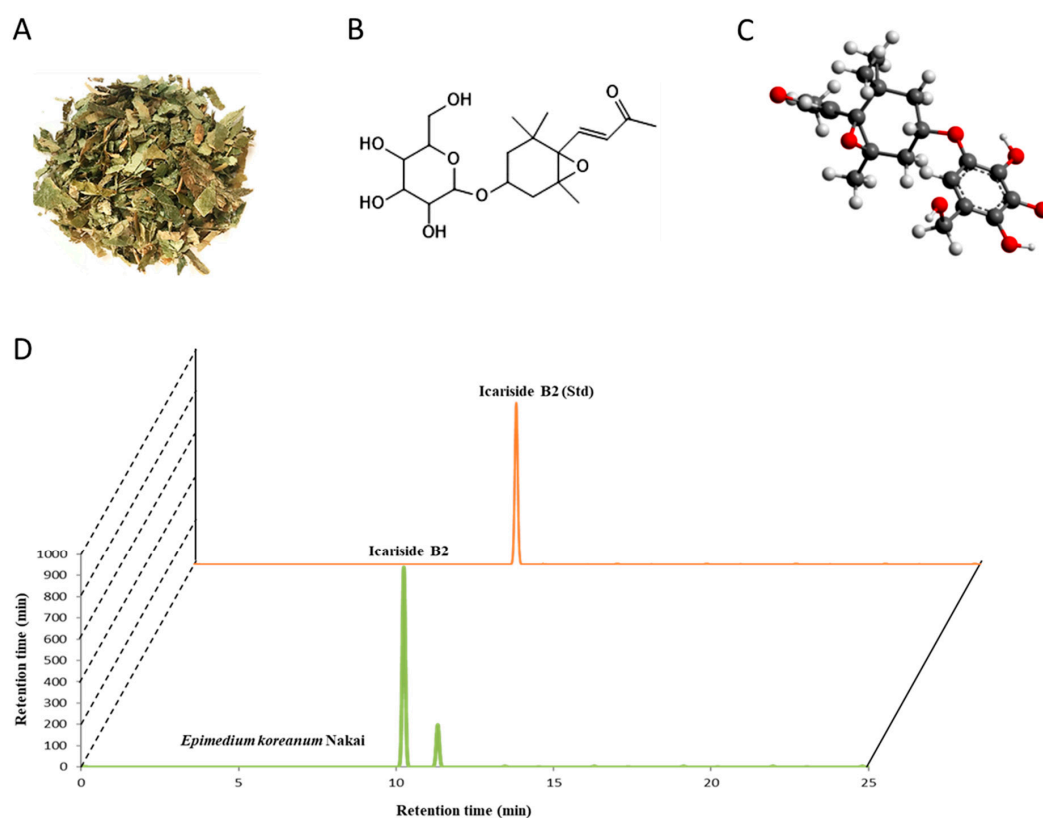 A
B
C
OH
O
HO
O
O
HO
O
OH
D
Icariside B2 (Std)
Icariside B2
1000
900
800
700
600
500
400
300
200
100
0
Retention time (min)
Epimedium koreanum Nakai
0
5
10
15
20
25
Retention time (min)